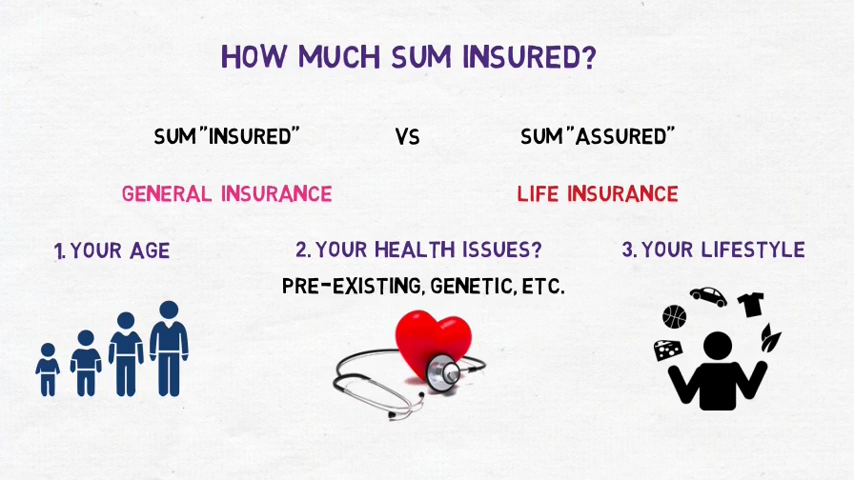 HOW MUCH SUM INSURED?
SUM "INSURED" VS SUM "ASSURED"
GENERAL INSURANCE LIFE INSURANCE
1. YOUR AGE 2. YOUR HEALTH ISSUES? 3. YOUR LIFESTYLE
PRE-EXISTING, GENETIC, ETC.